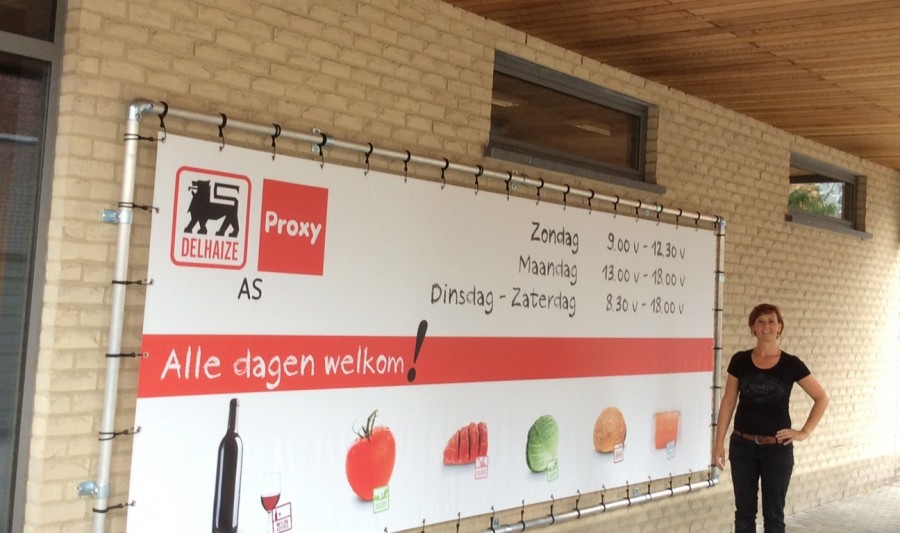 DELHAIZE
Proxy
AS
Zondag 9.00 v - 12.30 v
Maandag 13.00 v - 18.00 v
Dinsdag - Zaterdag 8.30 v - 18.00 v
Alle dagen welkom!